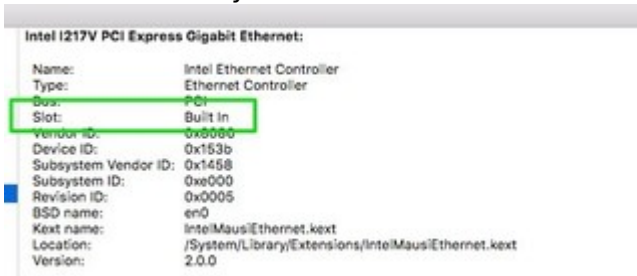 Intel I217V PCI Express Gigabit Ethernet:
Name: Intel Ethernet Controller
Type: Ethernet Controller
Bus: PCI
Slot: Built In
Vendor ID: 0x8086
Device ID: 0x153b
Subsystem Vendor ID: 0x1458
Subsystem ID: 0xe000
Revision ID: 0x0005
BSD name: en0
Kext name: IntelMausiEthernet.kext
Location: /System/Library/Extensions/IntelMausiEthernet.kext
Version: 2.0.0